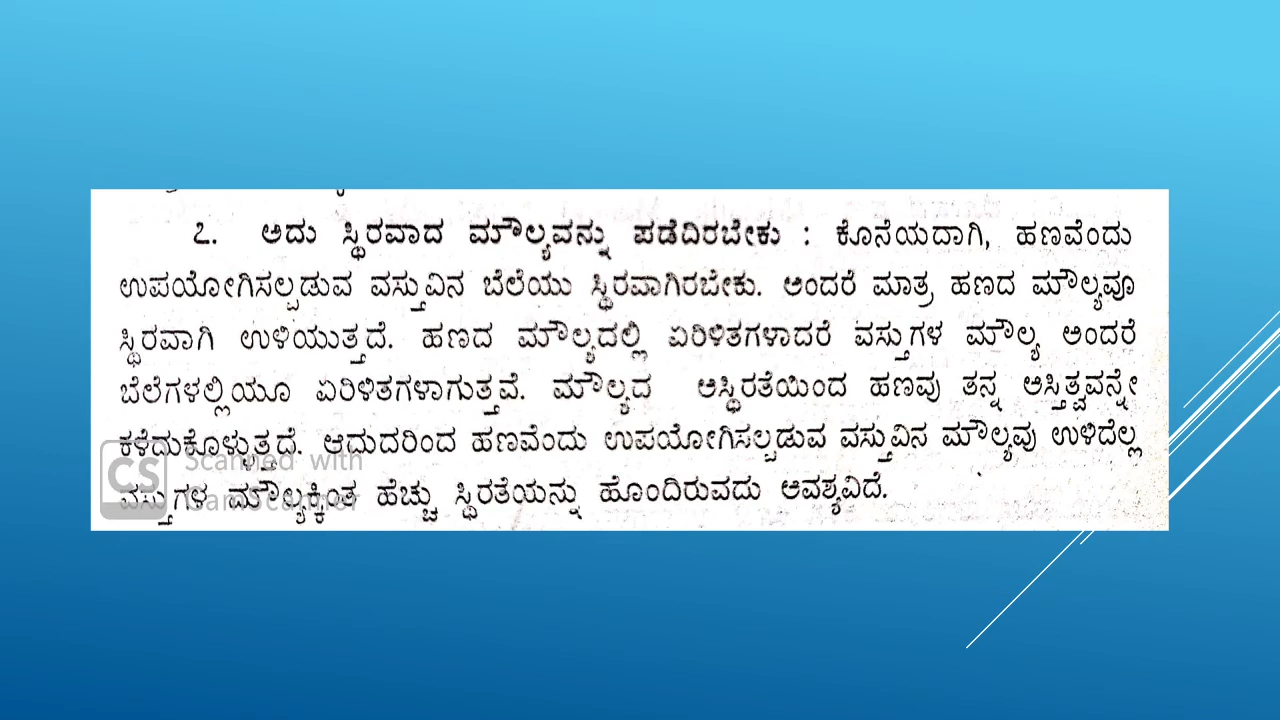 ೭. ಅದು ಸ್ಥಿರವಾದ ಮೌಲ್ಯವನ್ನು ಪಡೆದಿರಬೇಕು : ಕೊನೆಯದಾಗಿ, ಹಣವೆಂದು
ಉಪಯೋಗಿಸಲ್ಪಡುವ ವಸ್ತುವಿನ ಬೆಲೆಯು ಸ್ಥಿರವಾಗಿರಬೇಕು. ಅಂದರೆ ಮಾತ್ರ ಹಣದ ಮೌಲ್ಯವೂ
ಸ್ಥಿರವಾಗಿ ಉಳಿಯುತ್ತದೆ. ಹಣದ ಮೌಲ್ಯದಲ್ಲಿ ಏರಿಳಿತಗಳಾದರೆ ವಸ್ತುಗಳ ಮೌಲ್ಯ ಅಂದರೆ
ಬೆಲೆಗಳಲ್ಲಿಯೂ ಏರಿಳಿತಗಳಾಗುತ್ತವೆ. ಮೌಲ್ಯದ ಅಸ್ಥಿರತೆಯಿಂದ ಹಣವು ತನ್ನ ಅಸ್ತಿತ್ವವನ್ನೇ
ಕಳೆದುಕೊಳ್ಳುತ್ತದೆ. ಆದುದರಿಂದ ಹಣವೆಂದು ಉಪಯೋಗಿಸಲ್ಪಡುವ ವಸ್ತುವಿನ ಮೌಲ್ಯವು ಉಳಿದೆಲ್ಲ
ವಸ್ತುಗಳ ಮೌಲ್ಯಕ್ಕಿಂತ ಹೆಚ್ಚು ಸ್ಥಿರತೆಯನ್ನು ಹೊಂದಿರುವದು ಆವಶ್ಯವಿದೆ.
CS Scanned with
CamScanner